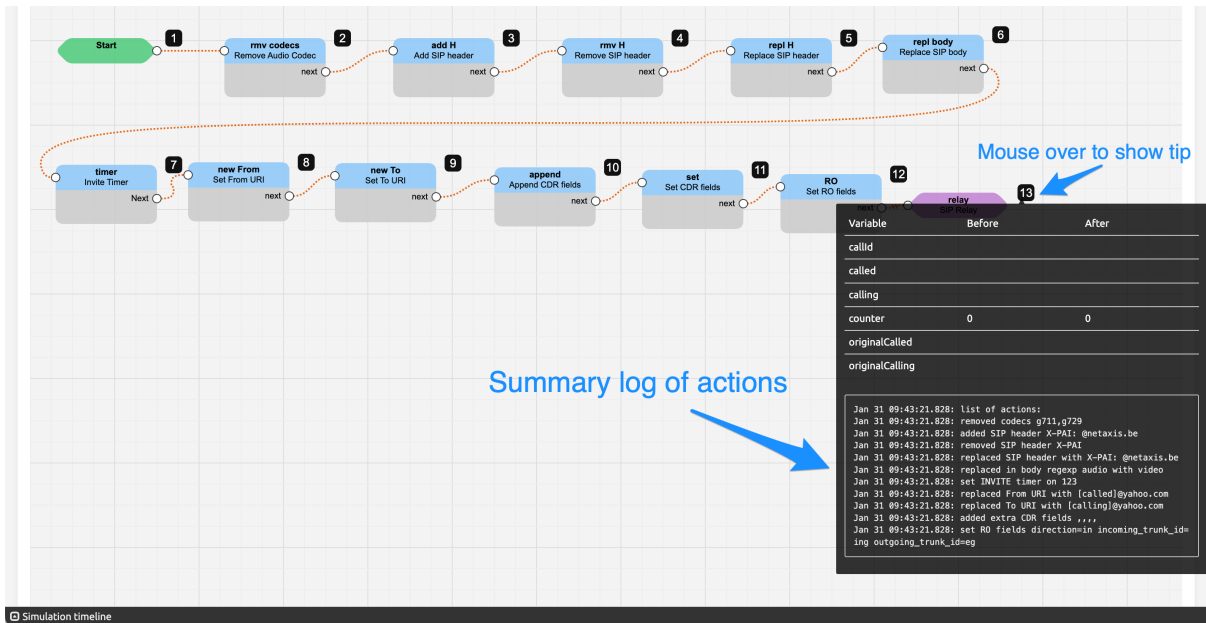 Start
1
rmv codecs
Remove Audio Codec
next
2
add H
Add SIP header
next
3
rmv H
Remove SIP header
next
4
repl H
Replace SIP header
next
5
repl body
Replace SIP body
next
6
timer
Invite Timer
Next
7
new From
Set From URI
next
8
new To
Set To URI
next
9
append
Append CDR fields
next
10
set
Set CDR fields
next
11
RO
Set RO fields
next
12
relay
SIP Relay
13
Mouse over to show tip
Variable Before After
callId
called
calling
counter 0 0
originalCalled
originalCalling
Summary log of actions
Jan 31 09:43:21.828: list of actions:
Jan 31 09:43:21.828: removed codecs g711,g729
Jan 31 09:43:21.828: added SIP header X-PAI: @netaxis.be
Jan 31 09:43:21.828: removed SIP header X-PAI
Jan 31 09:43:21.828: replaced SIP header with X-PAI: @netaxis.be
Jan 31 09:43:21.828: replaced in body regexp audio with video
Jan 31 09:43:21.828: set INVITE timer on 123
Jan 31 09:43:21.828: replaced From URI with [called]@yahoo.com
Jan 31 09:43:21.828: replaced To URI with [calling]@yahoo.com
Jan 31 09:43:21.828: added extra CDR fields ,,,,
Jan 31 09:43:21.828: set RO fields direction=in incoming_trunk_id=
ing outgoing_trunk_id=eg
Simulation timeline